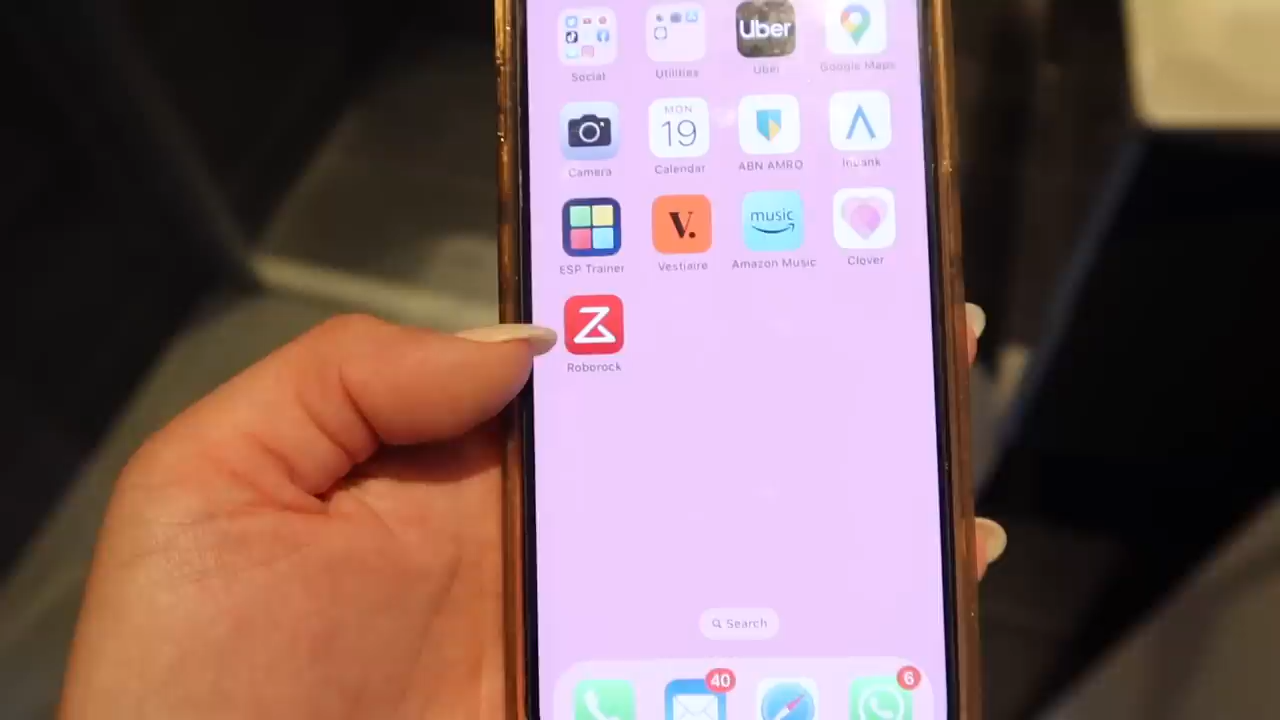 Social
Utilities
Uber
Uber
Google Maps
Camera
MON
19
Calendar
ABN AMRO
Inbank
ESP Trainer
V.
Vestiaire
music
Amazon Music
Clover
Roborock
Search
40
6